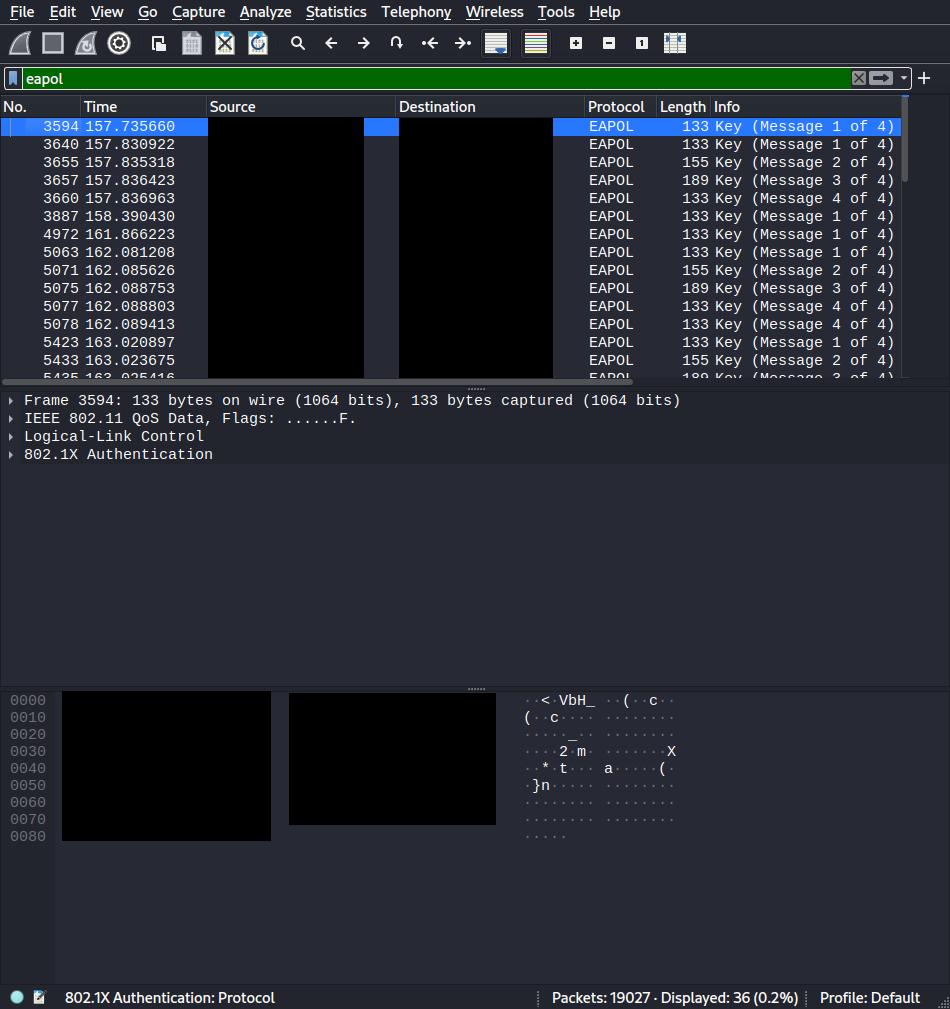 File Edit View Go Capture Analyze Statistics Telephony Wireless Tools Help
eapol
No. Time Source Destination Protocol Length Info
3594 157.735660 EAPOL 133 Key (Message 1 of 4)
3640 157.830922 EAPOL 133 Key (Message 1 of 4)
3655 157.835318 EAPOL 155 Key (Message 2 of 4)
3657 157.836423 EAPOL 189 Key (Message 3 of 4)
3660 157.836963 EAPOL 133 Key (Message 4 of 4)
3887 158.390430 EAPOL 133 Key (Message 1 of 4)
4972 161.866223 EAPOL 133 Key (Message 1 of 4)
5063 162.081208 EAPOL 133 Key (Message 1 of 4)
5071 162.085626 EAPOL 155 Key (Message 2 of 4)
5075 162.088753 EAPOL 189 Key (Message 3 of 4)
5077 162.088803 EAPOL 133 Key (Message 4 of 4)
5078 162.089413 EAPOL 133 Key (Message 4 of 4)
5423 163.020897 EAPOL 133 Key (Message 1 of 4)
5433 163.023675 EAPOL 155 Key (Message 2 of 4)
5435 163.025416 EAPOL 189 Key (Message 3 of 4)
Frame 3594: 133 bytes on wire (1064 bits), 133 bytes captured (1064 bits)
IEEE 802.11 QoS Data, Flags: ......F.
Logical-Link Control
802.1X Authentication
0000 ··<·VbH_ ··(··c··
0010 (··c···· ········
0020 ·····_·· ········
0030 ····2·m· ·······X
0040 ··*·t··· a·····(·
0050 ·}n····· ········
0060 ········ ········
0070 ········ ········
0080 ·····
802.1X Authentication: Protocol
Packets: 19027 · Displayed: 36 (0.2%)
Profile: Default